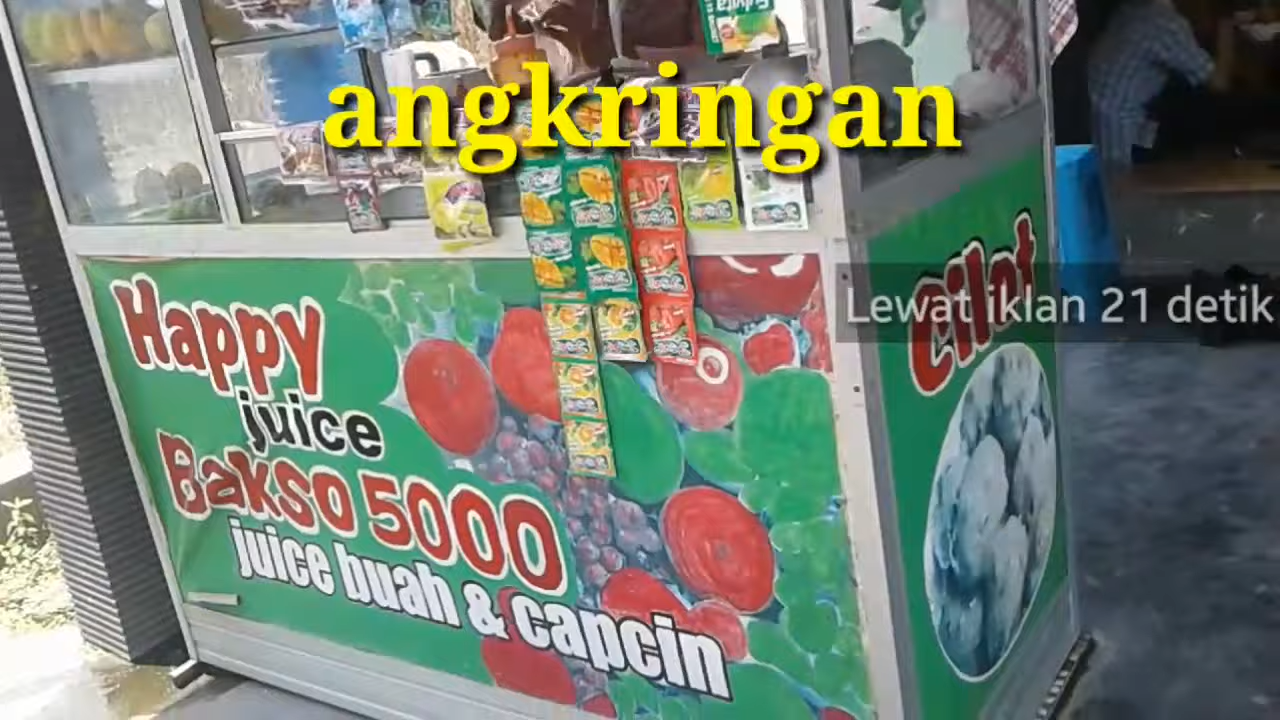 angkringan
Lewat iklan 21 detik
Happy
juice
Bakso 5000
juice buah & capcin
Cilot